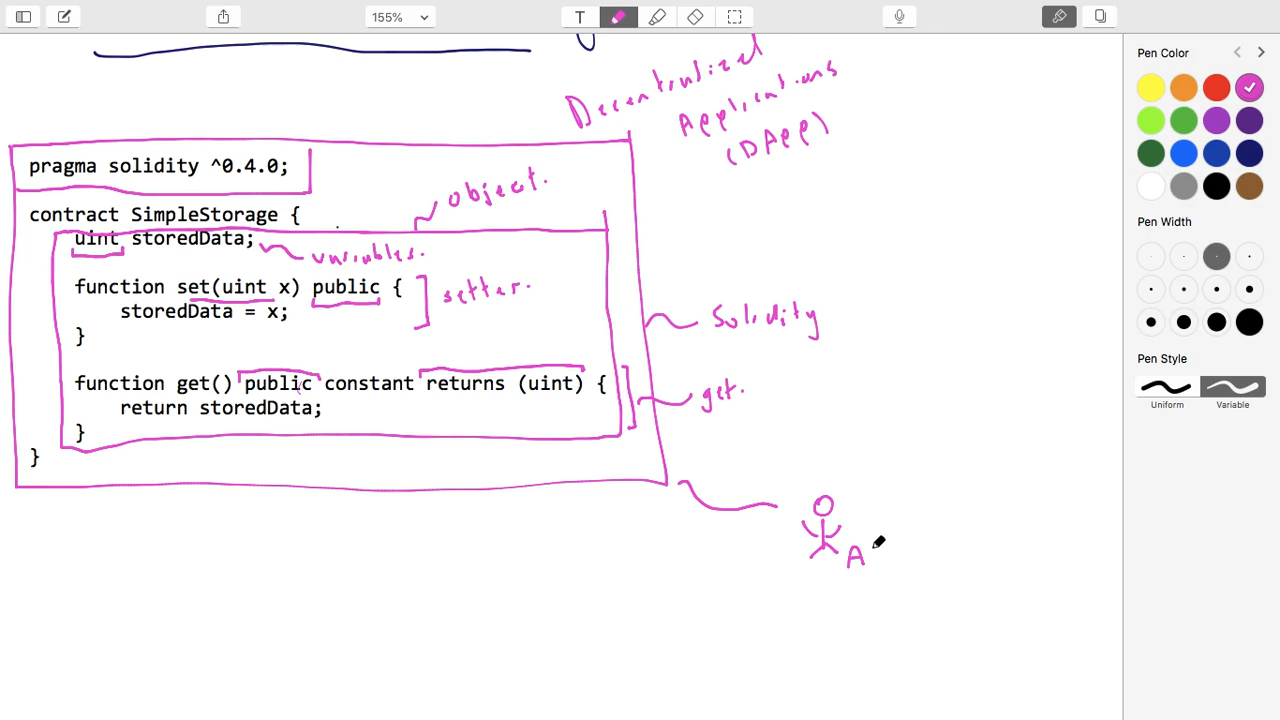 155%
T
Pen Color
Decentralized
Applications
(DApp)
pragma solidity ^0.4.0;
object.
contract SimpleStorage {
uint storedData;
variables.
function set(uint x) public {
setter.
storedData = x;
}
Solidity
function get() public constant returns (uint) {
get.
return storedData;
}
}
A
Pen Width
Pen Style
Uniform
Variable